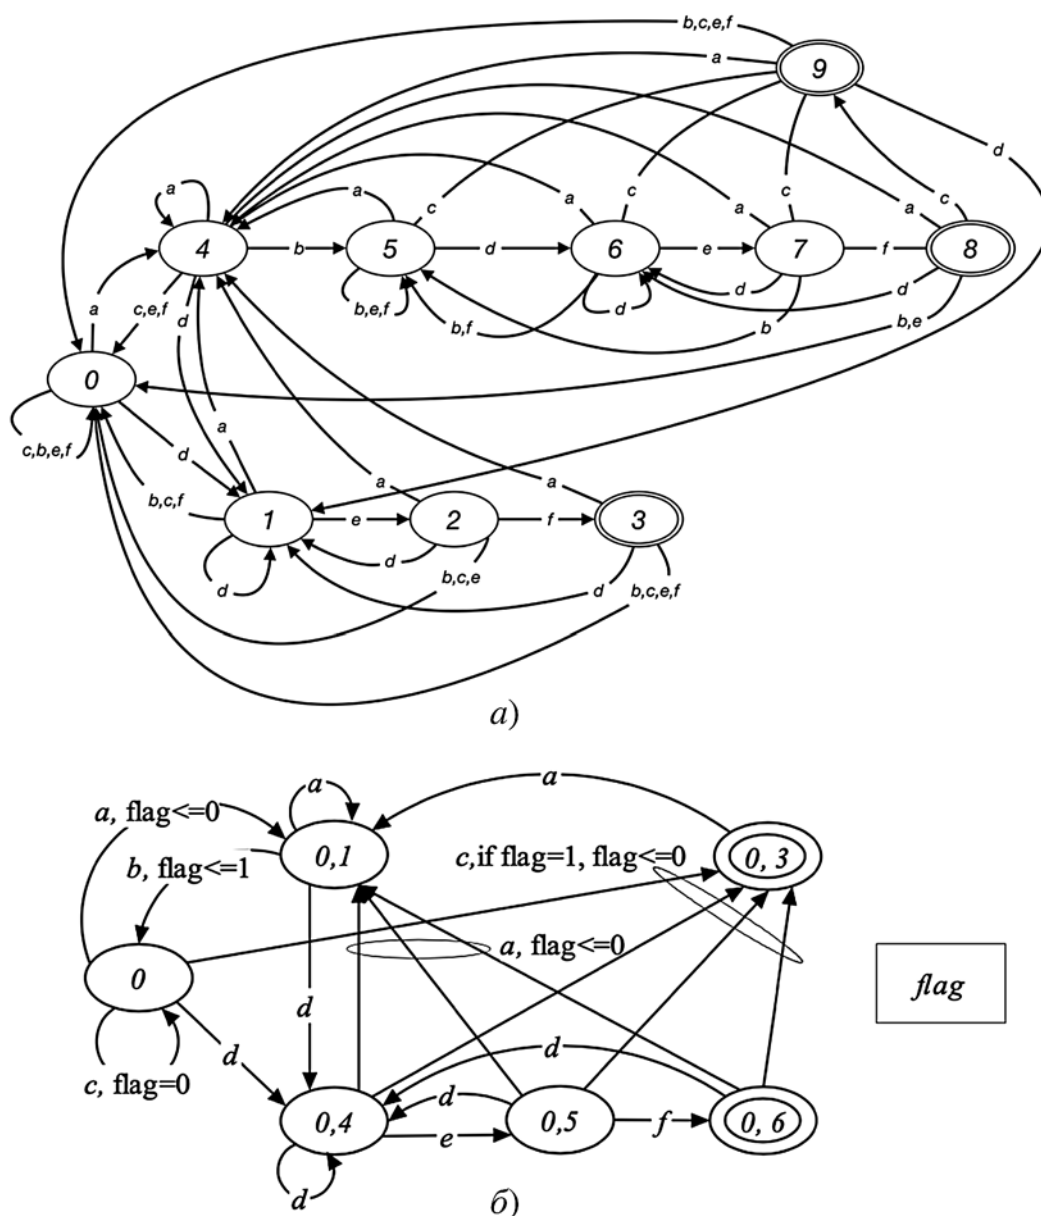 b,c,e,f
a
9
d
a
c
c
c
c
a
a
a
a
4
b
5
d
6
e
7
f
8
a
c,e,f
d
b,e,f
b,f
d
d
b
d
b,e
0
c,b,e,f
d
a
b,c,f
1
e
2
f
3
a
a
d
d
b,c,e
d
b,c,e,f
а)
a
a
a, flag<=0
0,1
b, flag<=1
c,if flag=1, flag<=0
0, 3
a, flag<=0
0
flag
d
d
d
c, flag=0
0,4
d
e
0,5
f
0, 6
d
б)